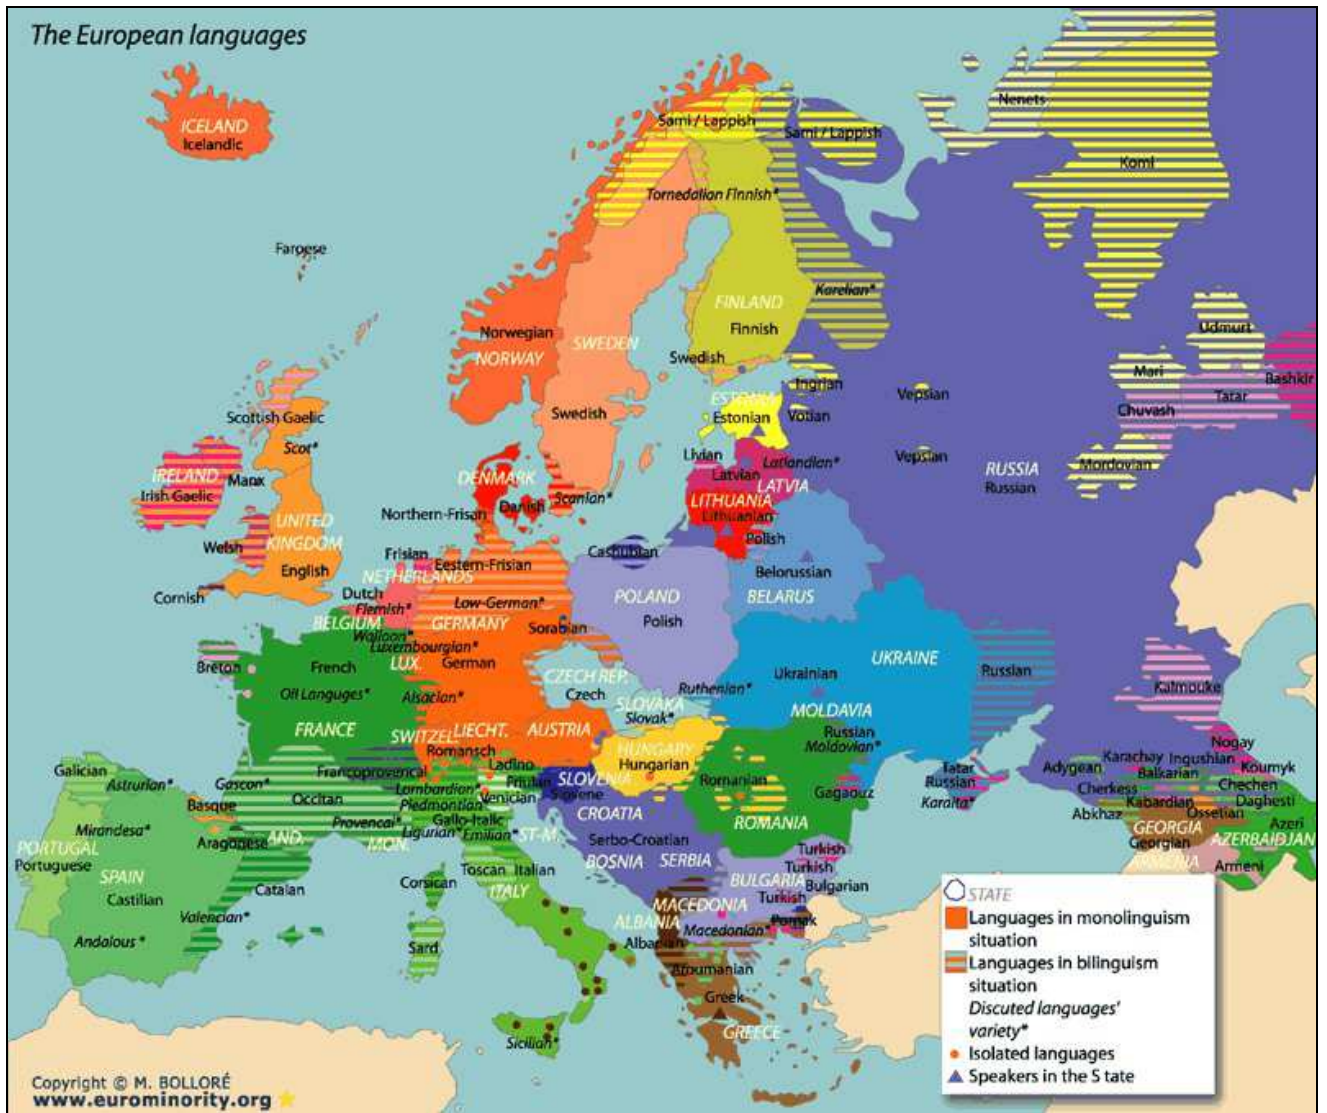 The European languages
ICELAND
Icelandic
Faroese
Sami / Lappish
Sami / Lappish
Nenets
Komi
Tornedalian Finnish*
Karelian*
FINLAND
Finnish
Norwegian
NORWAY
SWEDEN
Swedish
Swedish
Udmurt
Mari
Bashkir
Tatar
Chuvash
Mordovian
Ingrian
Vepsian
ESTONIA
Estonian
Votian
Vepsian
RUSSIA
Russian
Scottish Gaelic
Scot*
IRELAND
Irish Gaelic
Manx
UNITED
KINGDOM
Welsh
English
Cornish
DENMARK
Danish
Scanian*
Northern-Frisan
Livian
Latvian
LATVIA
LITHUANIA
Lithuanian
Polish
Belorussian
BELARUS
Frisian
Eestern-Frisian
NETHERLANDS
Dutch
Flemish*
Low-German*
BELGIUM
GERMANY
Walloon*
Luxembourgian*
LUX.
German
Sorabian
Cashubian
POLAND
Polish
CZECH REP.
Czech
SLOVAKA
Slovak*
Ruthenian*
Ukrainian
UKRAINE
Russian
Kalmouke
Breton
French
Oil Languges*
Alsacian*
FRANCE
SWITZEL.
LIECHT.
AUSTRIA
HUNGARY
Hungarian
MOLDAVIA
Russian
Moldovian*
Romansch
Ladino
Francoprovencal
Friulan
SLOVENIA
Slovene
Romanian
Gagaouz
ROMANIA
Galician
Astrurian*
Gascon*
Basque
Occitan
Lombardian*
Piedmontian
Venician
Gallo-Italic
Provencal*
Ligurian*
Emilian*
ST-M.
CROATIA
Serbo-Croatian
BOSNIA
SERBIA
Mirandesa*
PORTUGAL
Portuguese
Aragonese
AND.
MON.
SPAIN
Castilian
Catalan
Valencian*
Andalous *
Corsican
Toscan
Italian
ITALY
Sard
Sicilian*
Turkish
Turkish
BULGARIA
Bulgarian
Turkish
Pomak
MACEDONIA
Macedonian*
ALBANIA
Albanian
Aroumanian
Greek
GREECE
Tatar
Russian
Karaita*
Nogay
Karachay
Ingushian
Adygean
Balkarian
Koumyk
Chechen
Cherkess
Kabardian
Daghesti
Abkhaz
Ossetian
GEORGIA
Georgian
Azeri
AZERBAIDJAN
ARMENIA
Armeni
STATE
Languages in monolinguism
situation
Languages in bilinguism
situation
Discuted languages'
variety*
Isolated languages
Speakers in the S tate
Copyright © M. BOLLORÉ
www.eurominority.org